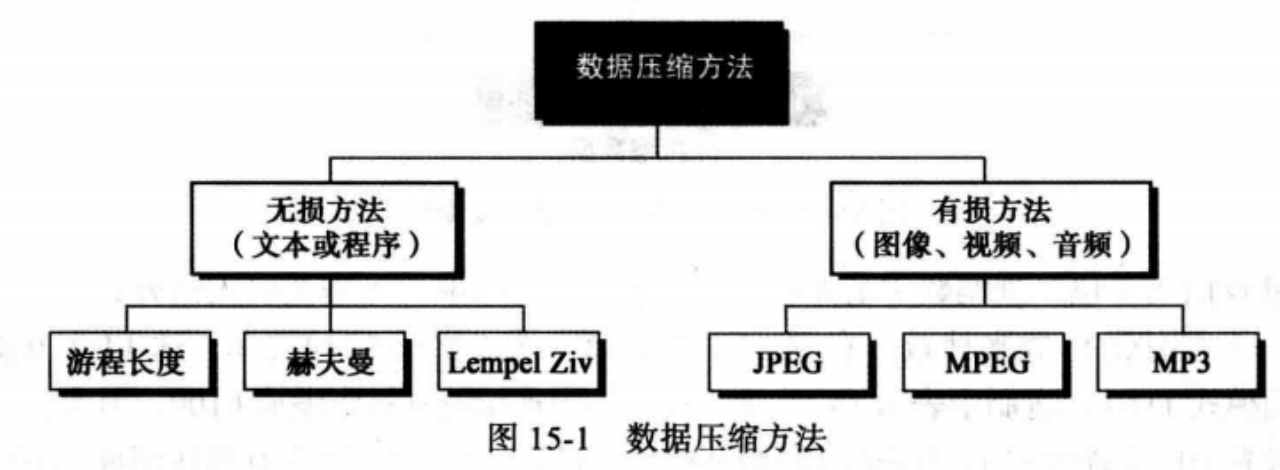 数据压缩方法
无损方法
（文本或程序）
有损方法
（图像、视频、音频）
游程长度
赫夫曼
Lempel Ziv
JPEG
MPEG
MP3
图 15-1 数据压缩方法